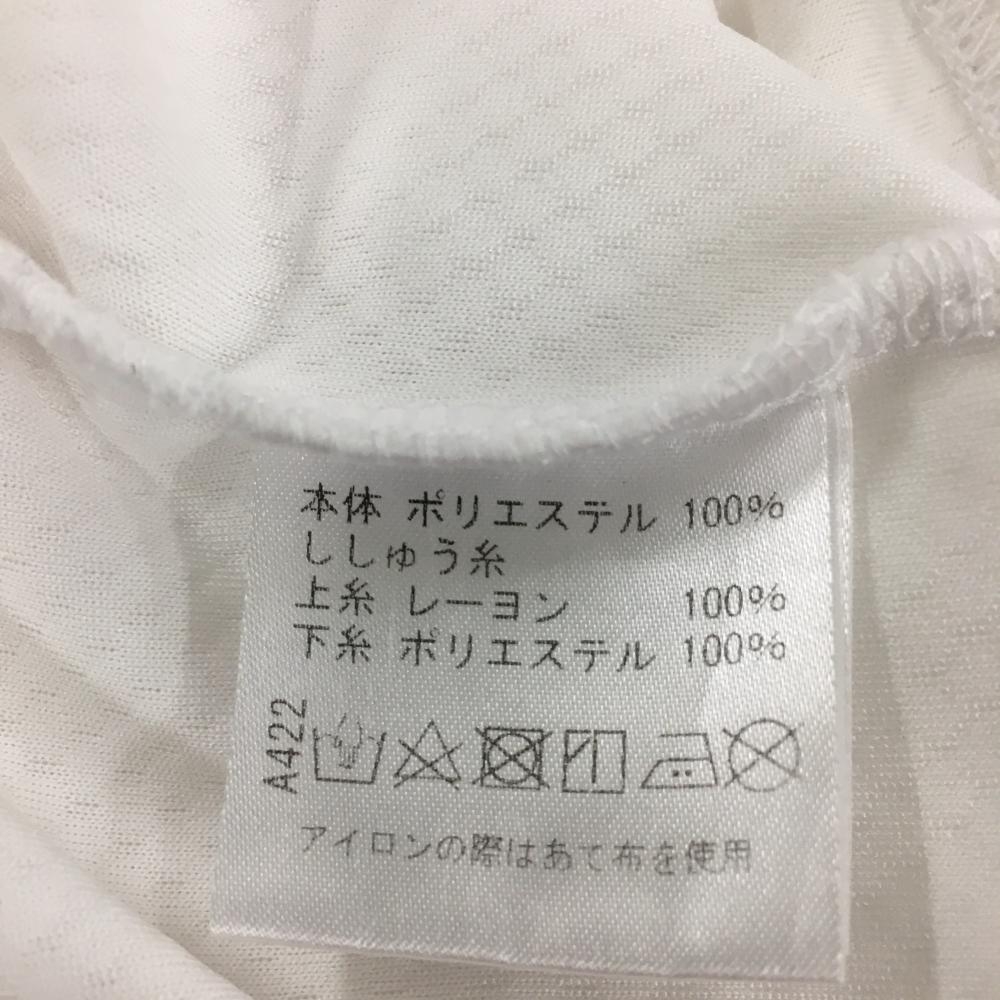 本体 ポリエステル 100%
ししゅう糸
上糸 レーヨン 100%
下糸 ポリエステル 100%
A422
アイロンの際はあて布を使用